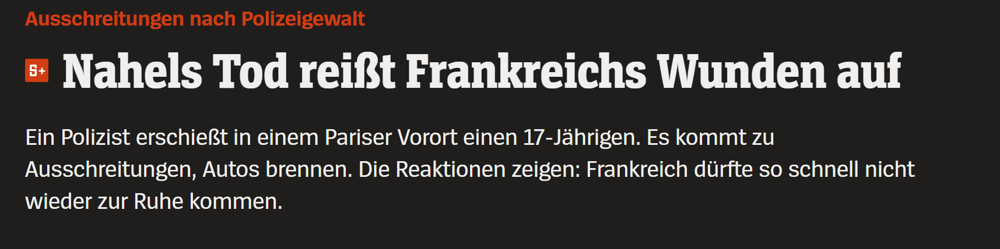 Ausschreitungen nach Polizeigewalt
S+ Nahels Tod reißt Frankreichs Wunden auf
Ein Polizist erschießt in einem Pariser Vorort einen 17-Jährigen. Es kommt zu
Ausschreitungen, Autos brennen. Die Reaktionen zeigen: Frankreich dürfte so schnell nicht
wieder zur Ruhe kommen.